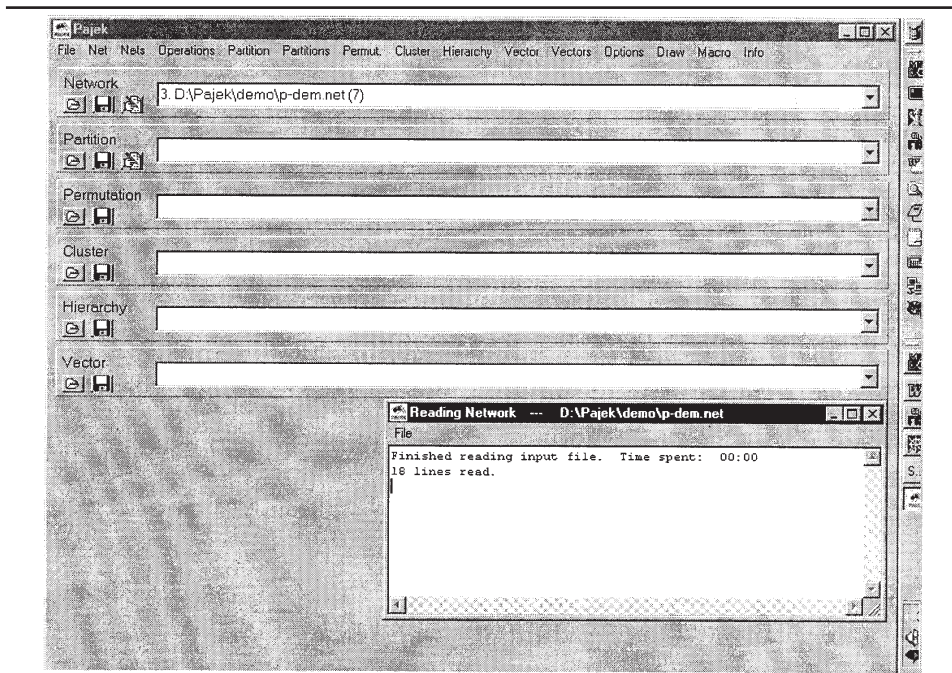 Pajek
File Net Nets Operations Partition Partitions Permut. Cluster Hierarchy Vector Vectors Options Draw Macro Info
Network
3. D:\Pajek\demo\p-dem.net (7)
Partition
Permutation
Cluster
Hierarchy
Vector
Reading Network --- D:\Pajek\demo\p-dem.net
File
Finished reading input file. Time spent: 00:00
18 lines read.
S..